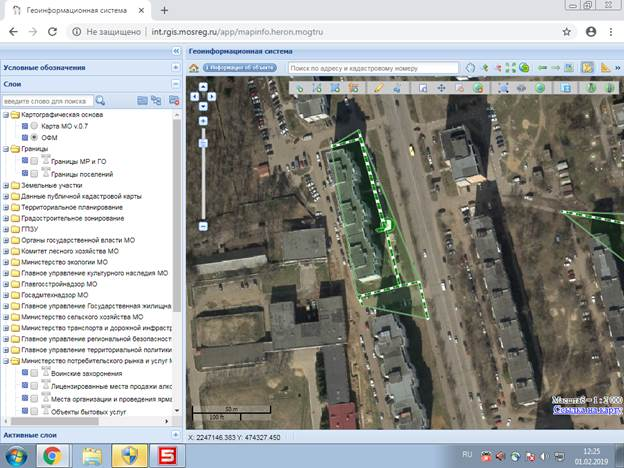 Геоинформационная система
Не защищено | int.rgis.mosreg.ru/app/mapinfo.heron.mogtru
Геоинформационная система
Условные обозначения
Информация об объекте
Поиск по адресу и кадастровому номеру
Слои
введите слово для поиска
Картографическая основа
Карта МО v.0.7
ОФМ
Границы
Границы МР и ГО
Границы поселений
Земельные участки
Данные публичной кадастровой карты
Территориальное планирование
Градостроительное зонирование
ГПЗУ
Органы государственной власти МО
Комитет лесного хозяйства МО
Министерство экологии МО
Главное управление культурного наследия МО
Главгосстройнадзор МО
Госадмтехнадзор МО
Главное управление Государственная жилищна
Министерство сельского хозяйства МО
Министерство транспорта и дорожной инфрастр
Главное управление региональной безопасност
Главное управление территориальной политики
Министерство потребительского рынка и услуг М
Воинские захоронения
Лицензированные места продажи алко
Места организации и проведения ярма
Объекты бытовых услуг
Активные слои
50 m
100 ft
Масштаб = 1 : 2 000
Ссылка на карту
X: 2247146.383 Y: 474327.450
RU
12:25
01.02.2019